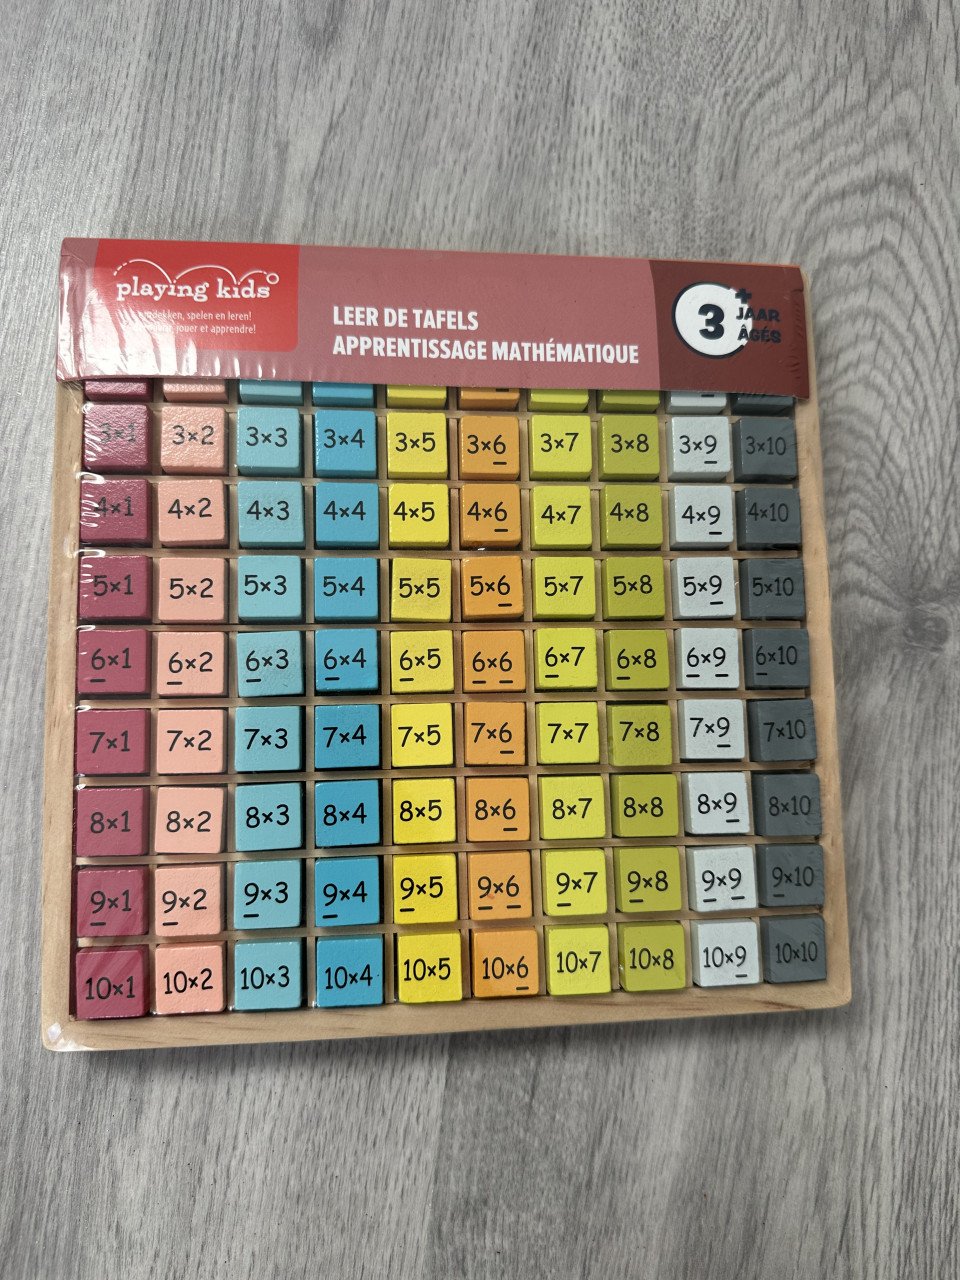 playing kids
ontdekken, spelen en leren!
jouer et apprendre!
LEER DE TAFELS
APPRENTISSAGE MATHÉMATIQUE
3+
JAAR
ÂGÉS
3×1 3×2 3×3 3×4 3×5 3×6 3×7 3×8 3×9 3×10
4×1 4×2 4×3 4×4 4×5 4×6 4×7 4×8 4×9 4×10
5×1 5×2 5×3 5×4 5×5 5×6 5×7 5×8 5×9 5×10
6×1 6×2 6×3 6×4 6×5 6×6 6×7 6×8 6×9 6×10
7×1 7×2 7×3 7×4 7×5 7×6 7×7 7×8 7×9 7×10
8×1 8×2 8×3 8×4 8×5 8×6 8×7 8×8 8×9 8×10
9×1 9×2 9×3 9×4 9×5 9×6 9×7 9×8 9×9 9×10
10×1 10×2 10×3 10×4 10×5 10×6 10×7 10×8 10×9 10×10